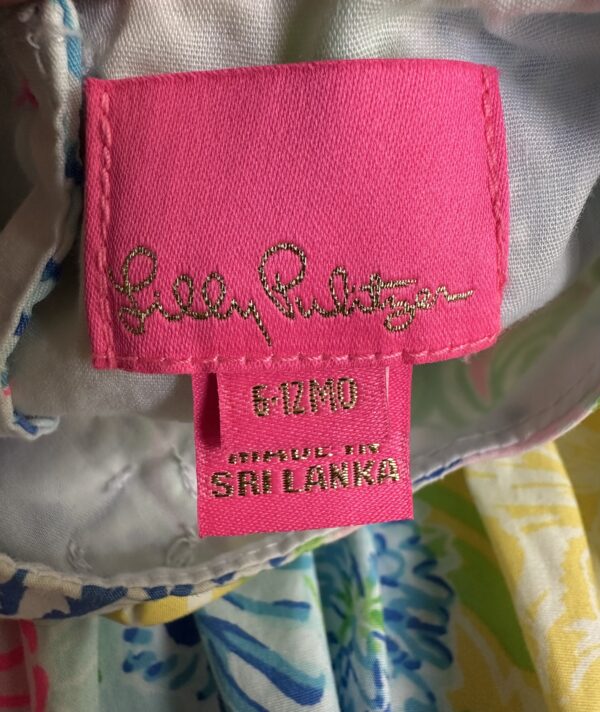 Lilly Pulitzer
6-12MO
MADE IN
SRI LANKA